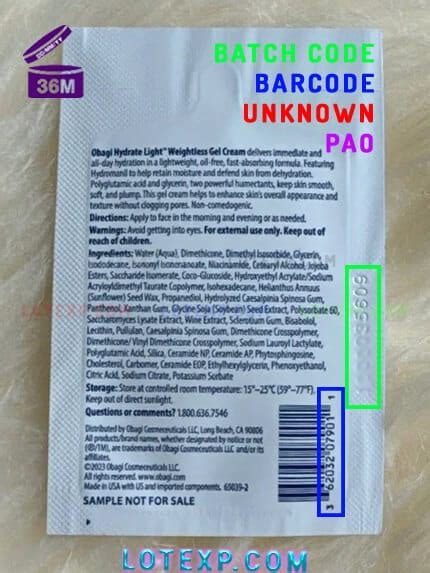 36M
BATCH CODE
BARCODE
UNKNOWN
PAO
Obagi Hydrate Light™ Weightless Gel Cream delivers immediate and
all-day hydration in a lightweight, oil-free, fast-absorbing formula. Featuring
Hydromanil to help retain moisture and defend skin from dehydration.
Polyglutamic acid and glycerin, two powerful humectants, keep skin smooth,
soft, and plump. This gel cream helps to enhance skin's overall appearance and
texture without clogging pores. Non-comedogenic.
Directions: Apply to face in the morning and evening or as needed.
Warnings: Avoid getting into eyes. For external use only. Keep out of
reach of children.
Ingredients: Water (Aqua), Dimethicone, Dimethyl Isosorbide, Glycerin,
Isododecane, Isononyl Isononanoate, Niacinamide, Cetearyl Alcohol, Jojoba
Esters, Saccharide Isomerate, Coco-Glucoside, Hydroxyethyl Acrylate/Sodium
Acryloyldimethyl Taurate Copolymer, Isohexadecane, Helianthus Annuus
(Sunflower) Seed Wax, Propanediol, Hydrolyzed Caesalpinia Spinosa Gum,
Panthenol, Xanthan Gum, Glycine Soja (Soybean) Seed Extract, Polysorbate 60,
Saccharomyces Lysate Extract, Wine Extract, Sclerotium Gum, Bisabolol,
Lecithin, Pullulan, Caesalpinia Spinosa Gum, Dimethicone Crosspolymer,
Dimethicone/ Vinyl Dimethicone Crosspolymer, Sodium Lauroyl Lactylate,
Polyglutamic Acid, Silica, Ceramide NP, Ceramide AP, Phytosphingosine,
Cholesterol, Carbomer, Ceramide EOP, Ethylhexylglycerin, Phenoxyethanol,
Citric Acid, Sodium Citrate, Potassium Sorbate
Storage: Store at controlled room temperature: 15°–25°C (59°–77°F).
Keep out of direct sunlight.
Questions or comments? 1.800.636.7546
Distributed by Obagi Cosmeceuticals LLC, Long Beach, CA 90806
All products/brand names, whether designated by notice or not
(®/TM), are trademarks of Obagi Cosmeceuticals LLC and/or its
affiliates.
©2023 Obagi Cosmeceuticals LLC.
All rights reserved. www.obagi.com
Made in USA with US and imported components. 65039-2
SAMPLE NOT FOR SALE
3 62032 07901 1
35609
LOTEXP.COM